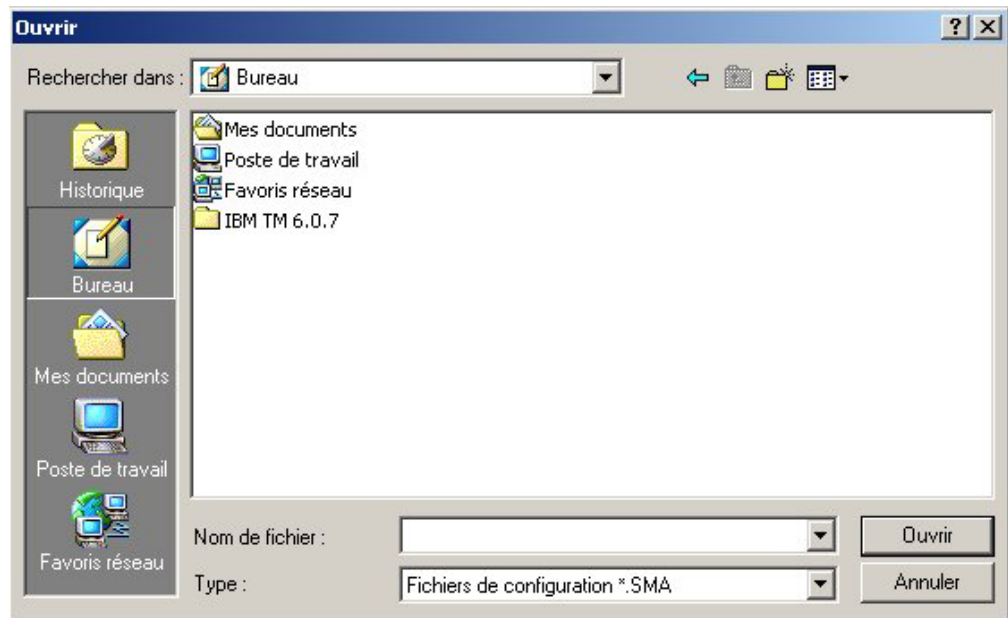 Ouvrir
Rechercher dans : Bureau
Historique
Bureau
Mes documents
Poste de travail
Favoris réseau
Mes documents
Poste de travail
Favoris réseau
IBM TM 6.0.7
Nom de fichier :
Ouvrir
Type : Fichiers de configuration *.SMA
Annuler